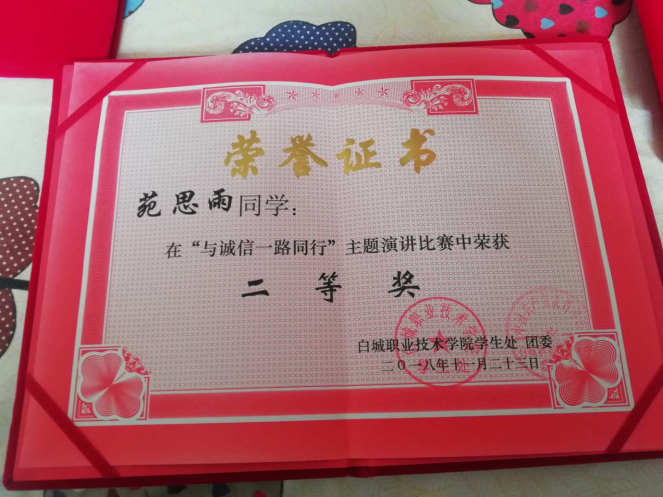 荣誉证书
苑思雨同学：
在“与诚信一路同行”主题演讲比赛中荣获
二等奖
白城职业技术学院学生处 团委
二〇一八年十一月二十三日